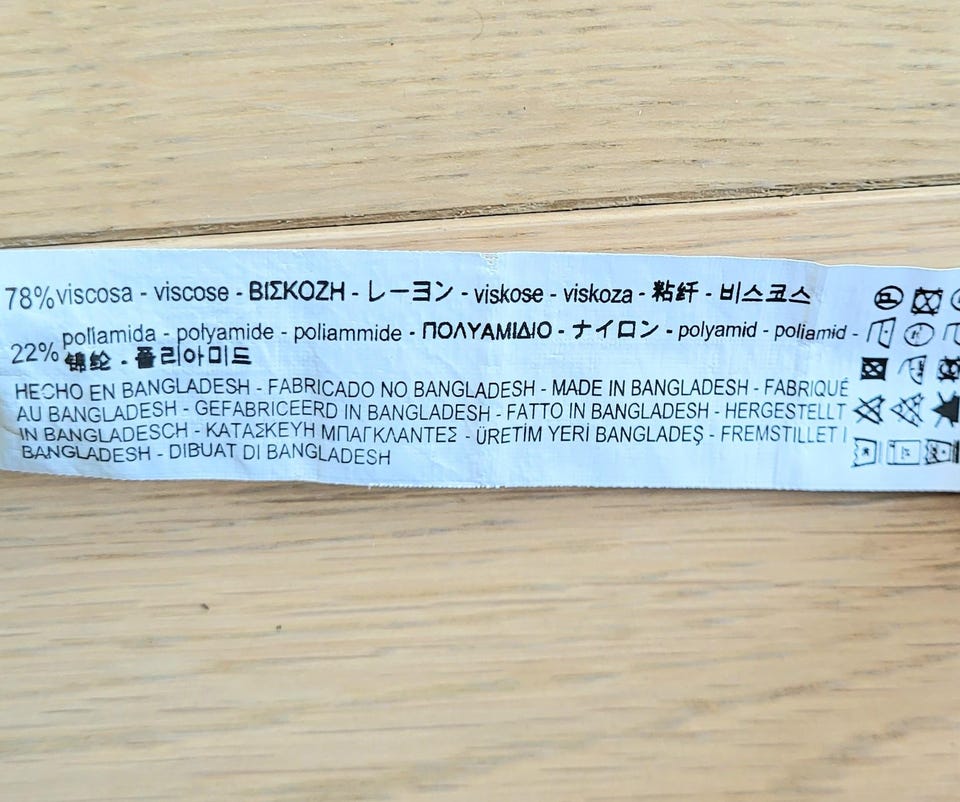 78% viscosa - viscose - ΒΙΣΚΟΖΗ - レーヨン - viskose - viskoza - 粘纤 - 비스코스
22% poliamida - polyamide - poliammide - ΠΟΛΥΑΜΙΔΙΟ - ナイロン - polyamid - poliamid -
锦纶 - 폴리아미드
HECHO EN BANGLADESH - FABRICADO NO BANGLADESH - MADE IN BANGLADESH - FABRIQUÉ
AU BANGLADESH - GEFABRICEERD IN BANGLADESH - FATTO IN BANGLADESH - HERGESTELLT
IN BANGLADESCH - ΚΑΤΑΣΚΕΥΗ ΜΠΑΓΚΛΑΝΤΕΣ - ÜRETİM YERİ BANGLADEŞ - FREMSTILLET I
BANGLADESH - DIBUAT DI BANGLADESH